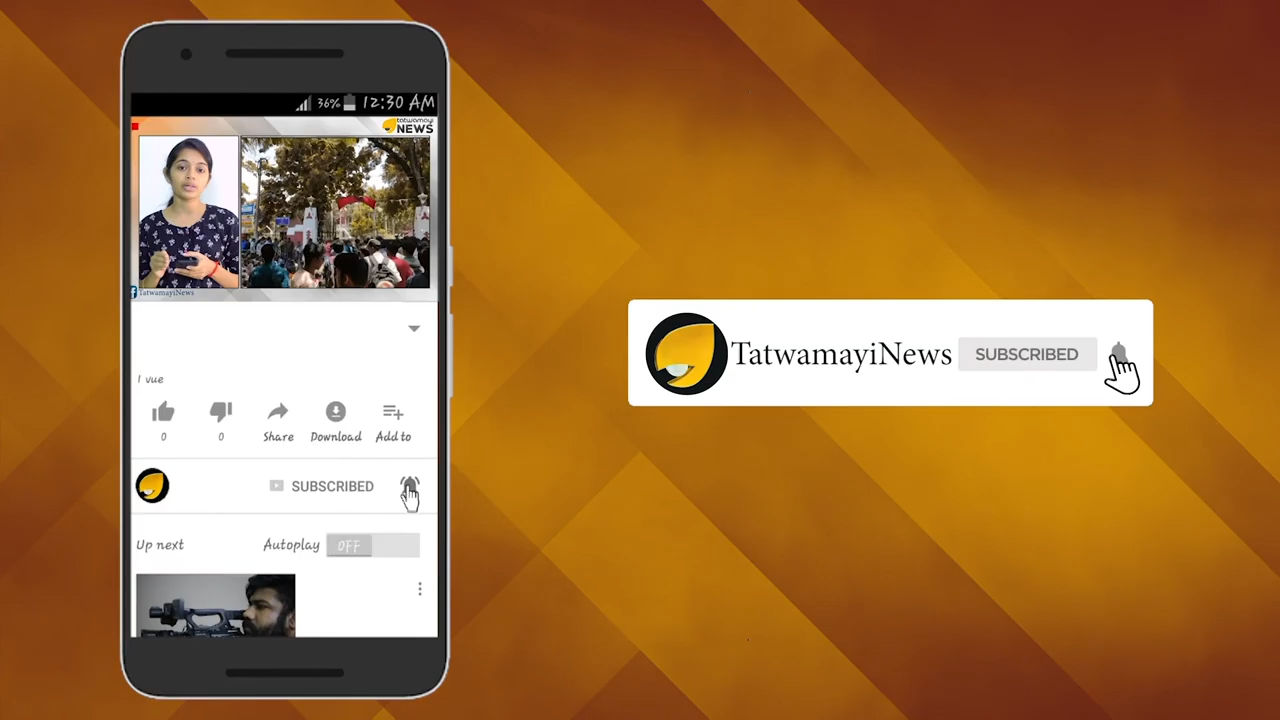 36% 12:30 AM
tatwamayi
NEWS
TatwamayiNews
1 vue
0
0
Share
Download
Add to
SUBSCRIBED
Up next
Autoplay
OFF
TatwamayiNews
SUBSCRIBED